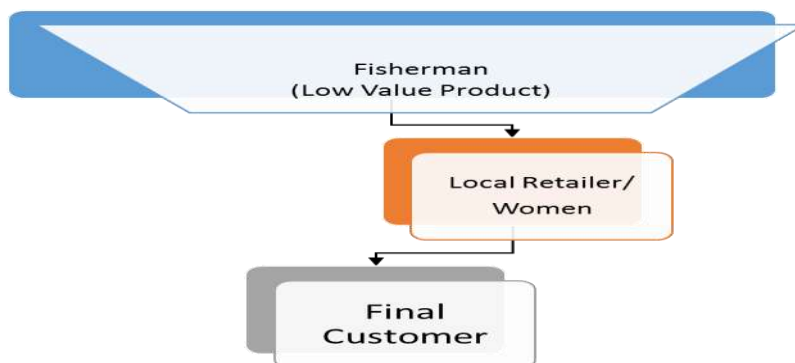 Fisherman
(Low Value Product)
Local Retailer/
Women
Final
Customer